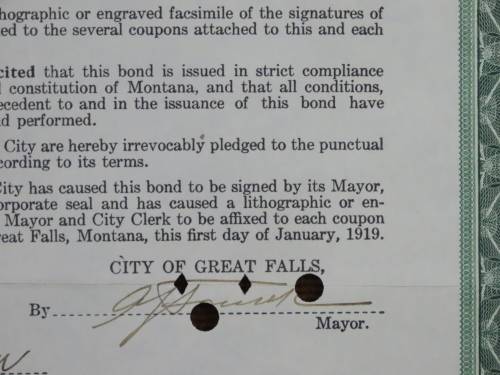 hographic or engraved facsimile of the signatures of
ed to the several coupons attached to this and each
cited that this bond is issued in strict compliance
constitution of Montana, and that all conditions,
ecedent to and in the issuance of this bond have
d performed.
City are hereby irrevocably pledged to the punctual
cording to its terms.
City has caused this bond to be signed by its Mayor,
orporate seal and has caused a lithographic or en-
Mayor and City Clerk to be affixed to each coupon
reat Falls, Montana, this first day of January, 1919.
CITY OF GREAT FALLS,
By
Mayor.